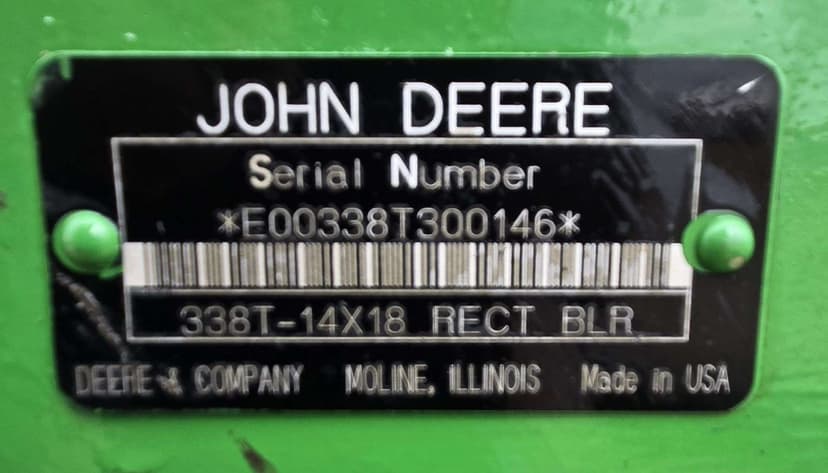 JOHN DEERE
Serial Number
*E00338T300146*
338T-14X18 RECT BLR
DEERE & COMPANY MOLINE, ILLINOIS Made in USA